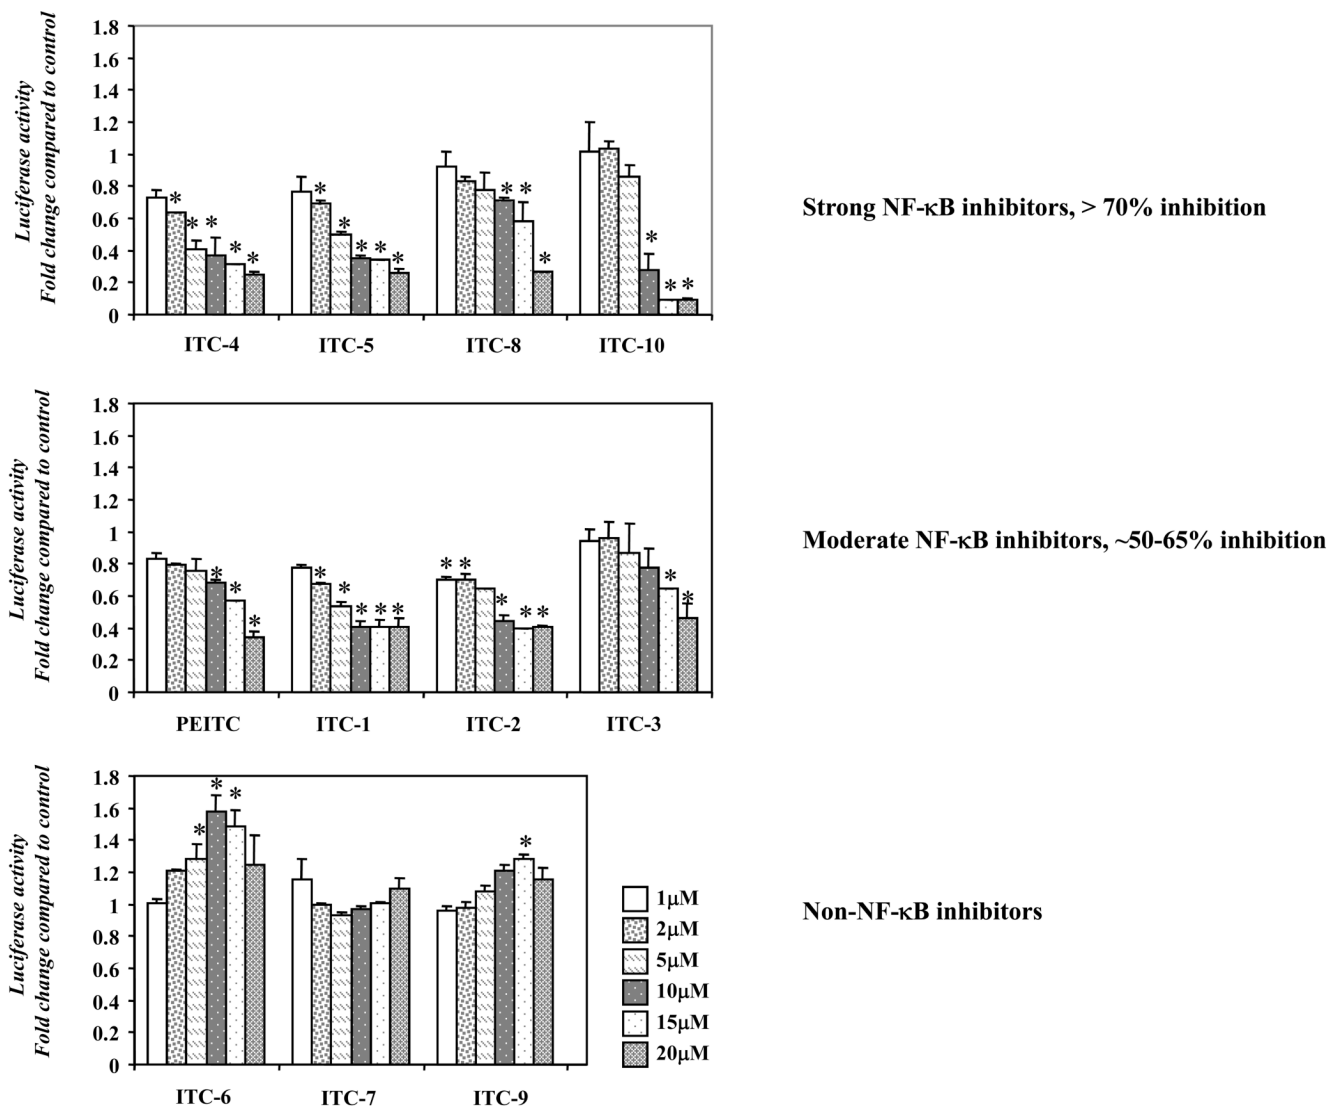 Luciferase activity
Fold change compared to control
1.8
1.6
1.4
1.2
1
0.8
0.6
0.4
0.2
0
* * * * *
* * * * *
* * *
* * *
ITC-4 ITC-5 ITC-8 ITC-10
Strong NF-κB inhibitors, > 70% inhibition
Luciferase activity
Fold change compared to control
1.8
1.6
1.4
1.2
1
0.8
0.6
0.4
0.2
0
* * *
* * * * *
* * * * *
* *
PEITC ITC-1 ITC-2 ITC-3
Moderate NF-κB inhibitors, ~50-65% inhibition
Luciferase activity
Fold change compared to control
1.8
1.6
1.4
1.2
1
0.8
0.6
0.4
0.2
0
* * *
*
ITC-6 ITC-7 ITC-9
1μM
2μM
5μM
10μM
15μM
20μM
Non-NF-κB inhibitors